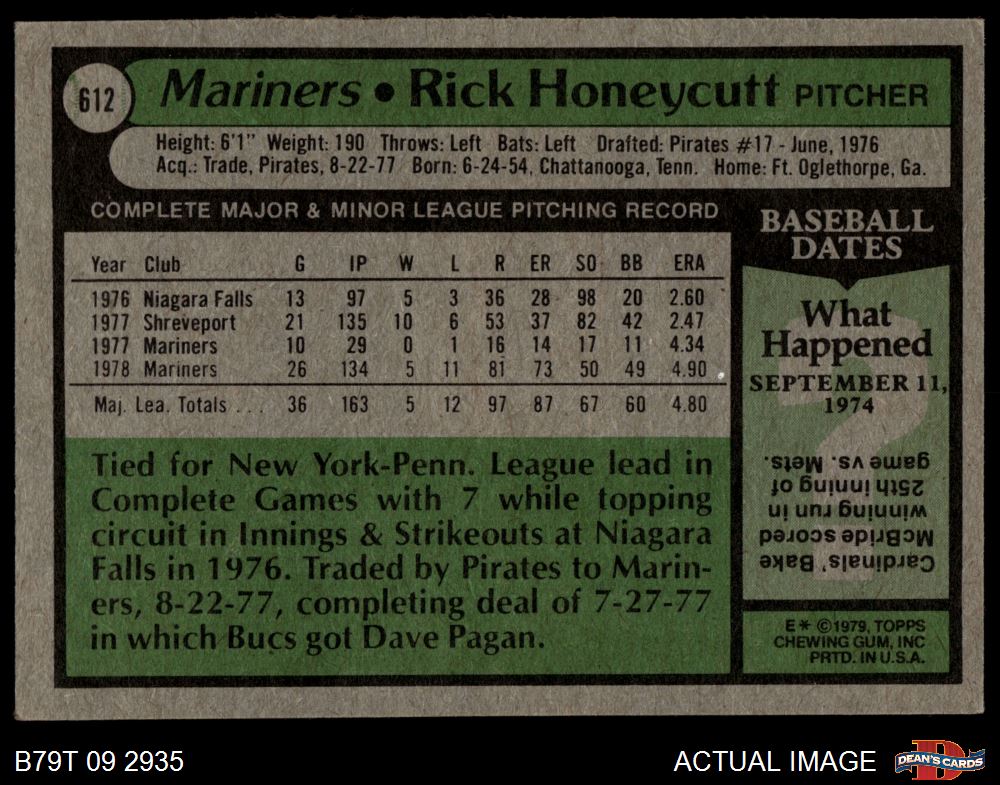 612
Mariners • Rick Honeycutt PITCHER
Height: 6'1" Weight: 190 Throws: Left Bats: Left Drafted: Pirates #17 - June, 1976
Acq.: Trade, Pirates, 8-22-77 Born: 6-24-54, Chattanooga, Tenn. Home: Ft. Oglethorpe, Ga.
COMPLETE MAJOR & MINOR LEAGUE PITCHING RECORD
Year Club G IP W L R ER SO BB ERA
1976 Niagara Falls 13 97 5 3 36 28 98 20 2.60
1977 Shreveport 21 135 10 6 53 37 82 42 2.47
1977 Mariners 10 29 0 1 16 14 17 11 4.34
1978 Mariners 26 134 5 11 81 73 50 49 4.90
Maj. Lea. Totals . . . 36 163 5 12 97 87 67 60 4.80
Tied for New York-Penn. League lead in
Complete Games with 7 while topping
circuit in Innings & Strikeouts at Niagara
Falls in 1976. Traded by Pirates to Marin-
ers, 8-22-77, completing deal of 7-27-77
in which Bucs got Dave Pagan.
BASEBALL
DATES
What
Happened
SEPTEMBER 11,
1974
?
Cardinals' Bake
McBride scored
winning run in
25th inning of
game vs. Mets.
E* ©1979, TOPPS
CHEWING GUM, INC
PRTD. IN U.S.A.
B79T 09 2935
ACTUAL IMAGE
D
DEAN'S CARDS